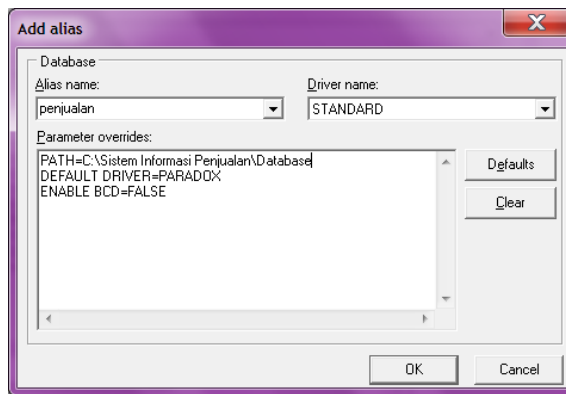 Add alias
Database
Alias name:
Driver name:
penjualan
STANDARD
Parameter overrides:
PATH=C:\Sistem Informasi Penjualan\Database
DEFAULT DRIVER=PARADOX
ENABLE BCD=FALSE
Defaults
Clear
OK
Cancel